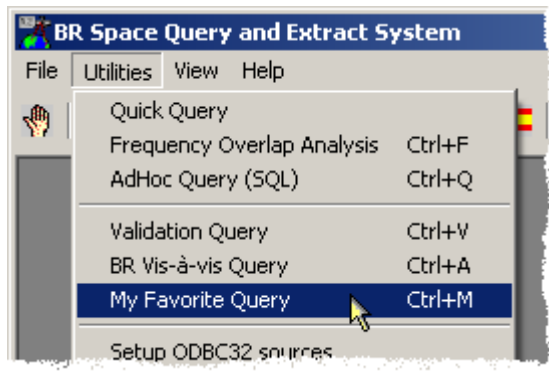 BR Space Query and Extract System
File Utilities View Help
Quick Query
Frequency Overlap Analysis Ctrl+F
AdHoc Query (SQL) Ctrl+Q
Validation Query Ctrl+V
BR Vis-à-vis Query Ctrl+A
My Favorite Query Ctrl+M
Setup ODBC32 sources